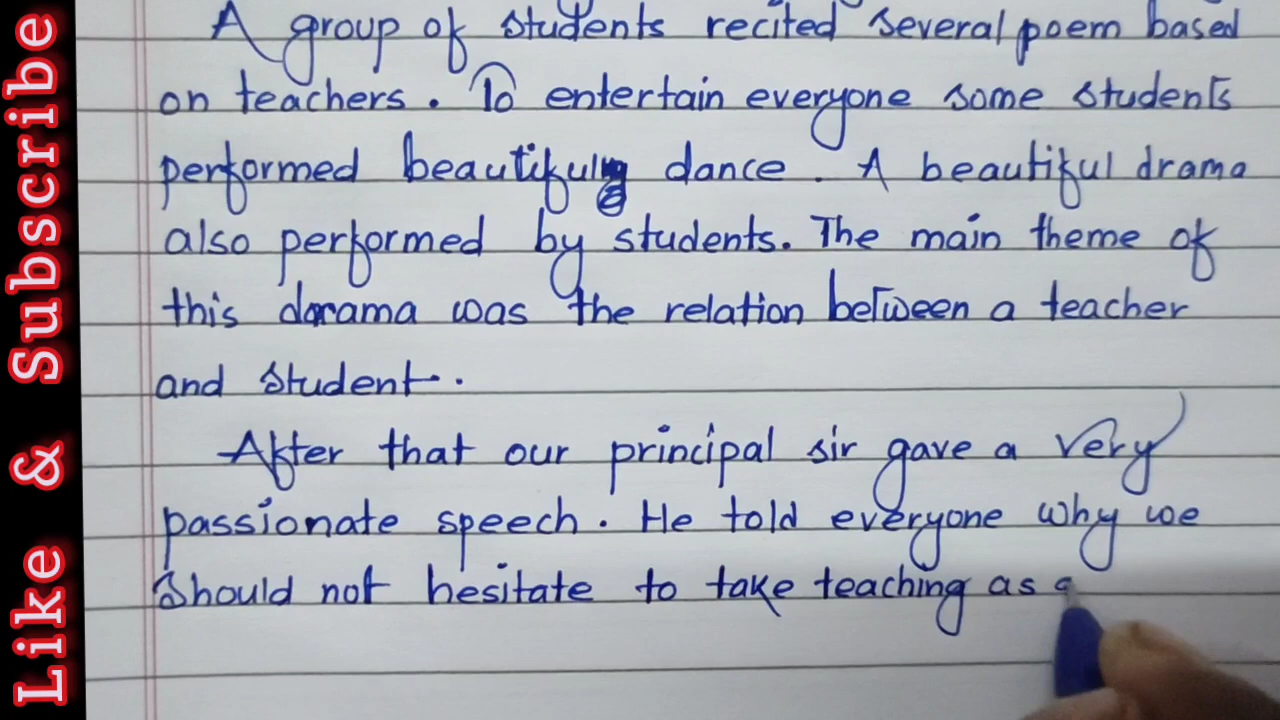 Like & Subscribe
A group of students recited several poem based
on teachers. To entertain everyone some students
performed beautiful dance. A beautiful drama
also performed by students. The main theme of
this drama was the relation between a teacher
and student.
After that our principal sir gave a very
passionate speech. He told everyone why we
should not hesitate to take teaching as a